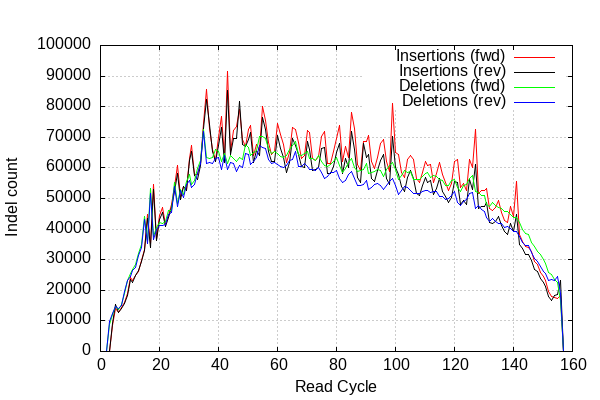 100000
90000
80000
70000
60000
50000
40000
30000
20000
10000
0
Indel count
Insertions (fwd)
Insertions (rev)
Deletions (fwd)
Deletions (rev)
0 20 40 60 80 100 120 140 160
Read Cycle